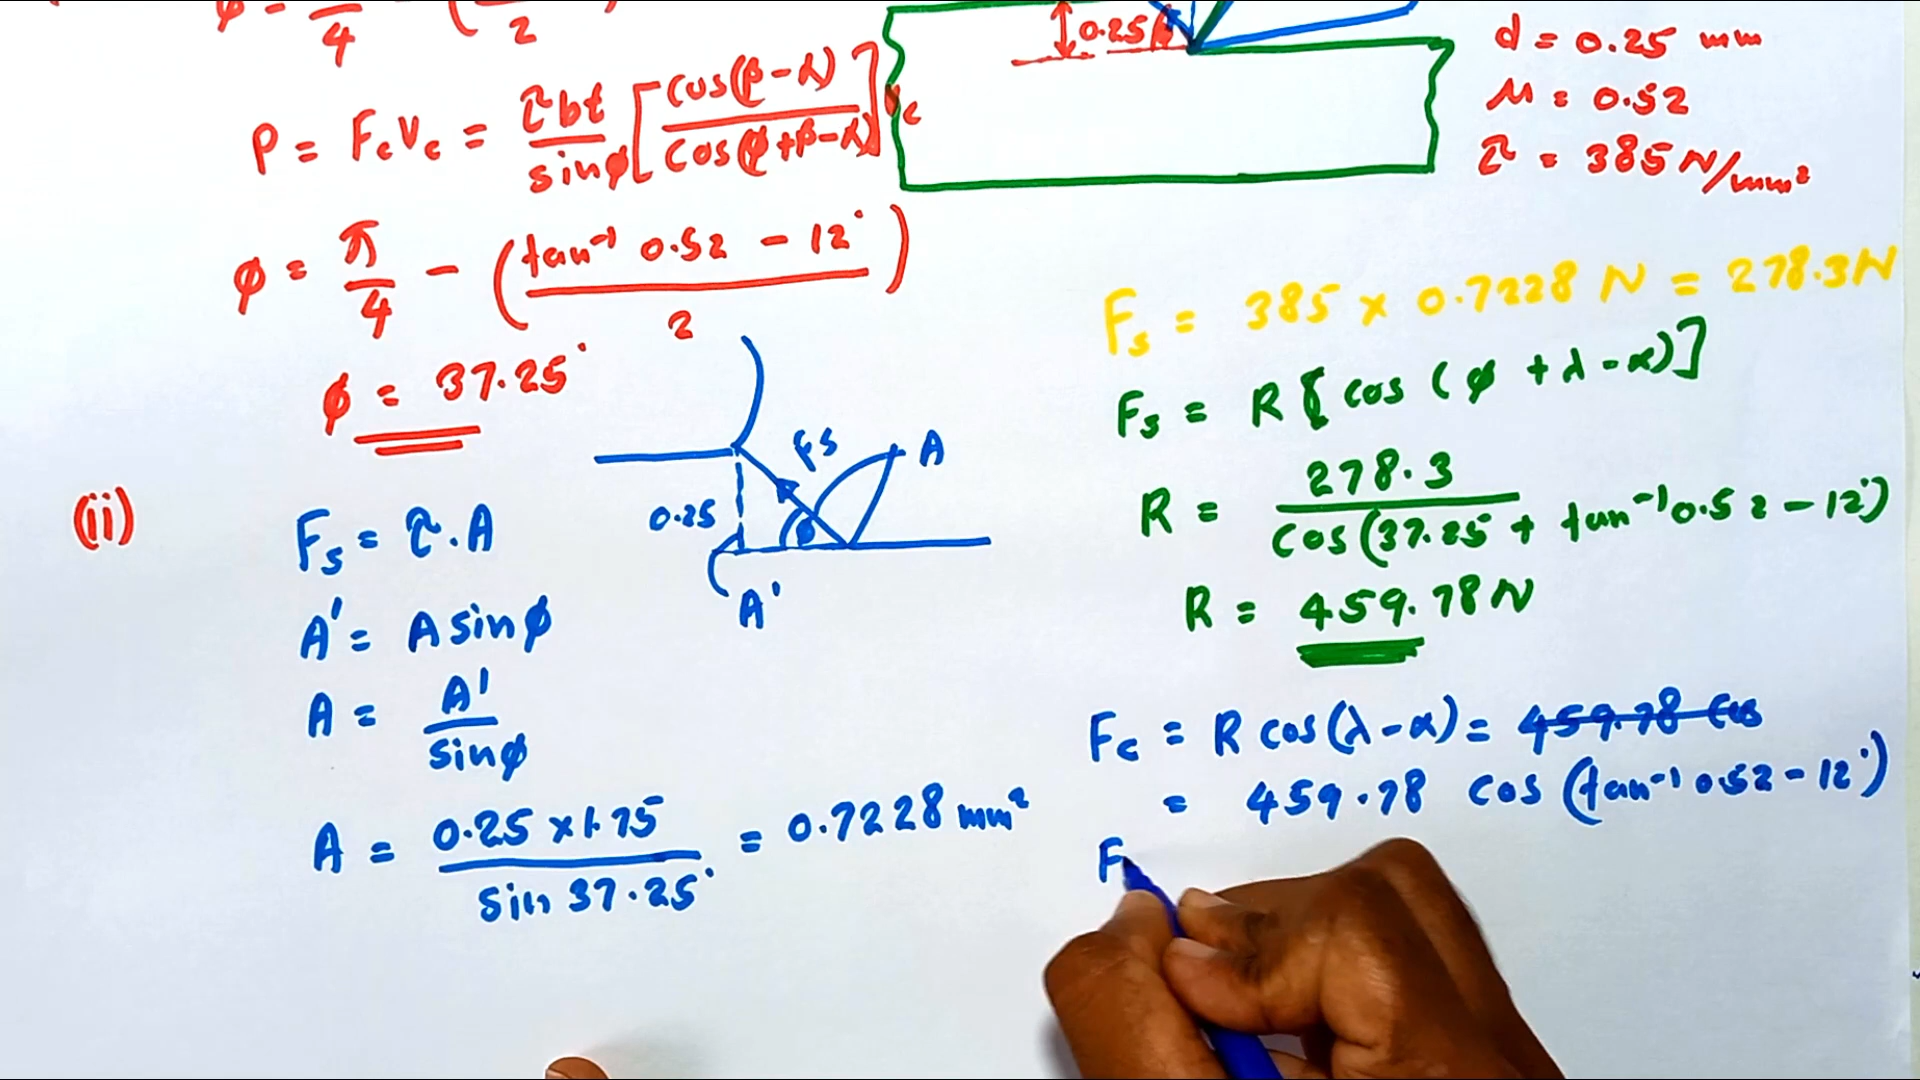 φ = π/4 - ( /2)
P = FcVc = τbt/sinφ [cos(β-λ)/cos(φ+β-λ)] Vc
φ = π/4 - (tan⁻¹ 0.52 - 12°/2)
φ = 37.25°
(ii)
Fs = τ.A
A' = A sinφ
A = A'/sinφ
A = 0.25 x 1.75/sin 37.25° = 0.7228 mm²
Fs
A
0.25
φ
A'
0.25
d = 0.25 mm
μ = 0.52
τ = 385 N/mm²
Fs = 385 x 0.7228 N = 278.3N
Fs = R[cos (φ + λ - α)]
R = 278.3/cos(37.25 + tan⁻¹0.52 - 12°)
R = 459.78N
Fc = R cos(λ-α) = 459.78 cos
= 459.78 cos (tan⁻¹ 0.52 - 12°)
F